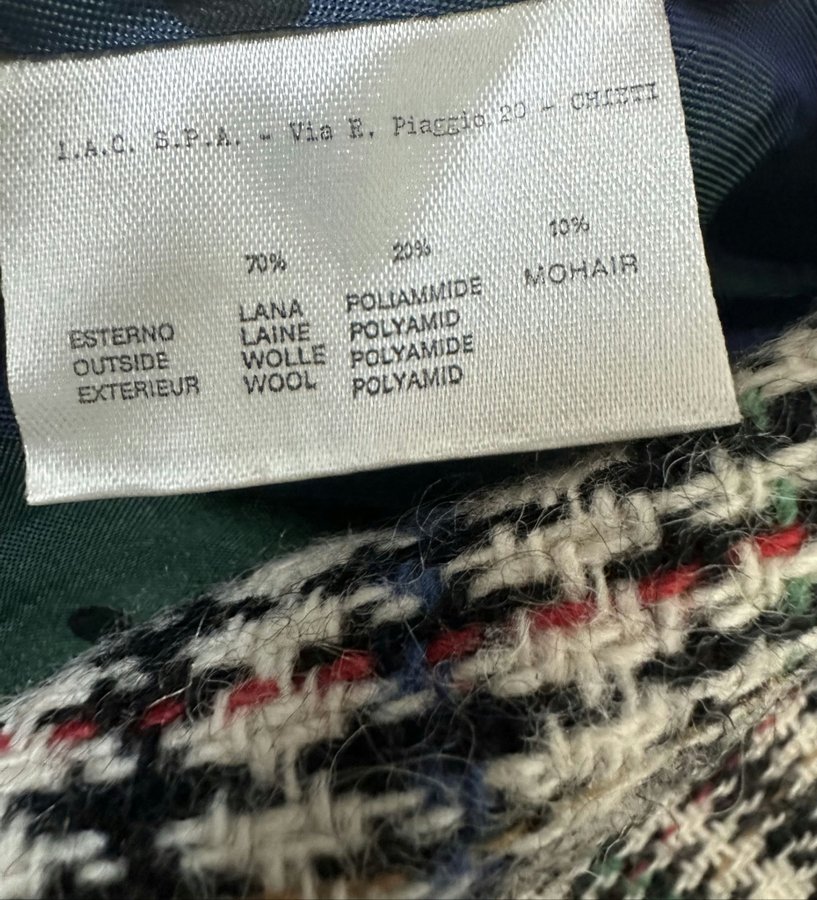 I.A.C. S.P.A. - Via E. Piaggio, 20 - CHIETI
70% 20% 10%
LANA POLIAMMIDE MOHAIR
ESTERNO LAINE POLYAMID
OUTSIDE WOLLE POLYAMIDE
EXTERIEUR WOOL POLYAMID